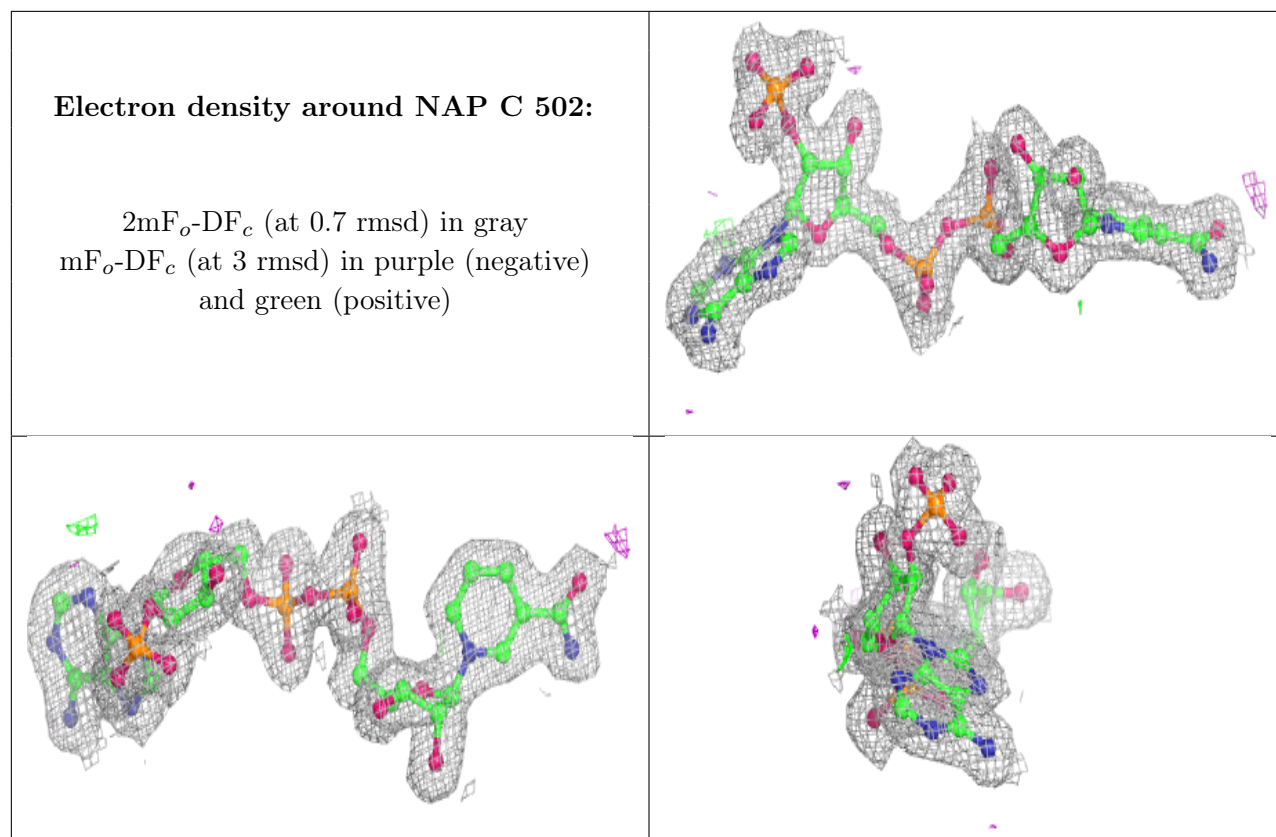 Electron density around NAP C 502:
2mFo-DFc (at 0.7 rmsd) in gray
mFo-DFc (at 3 rmsd) in purple (negative)
and green (positive)